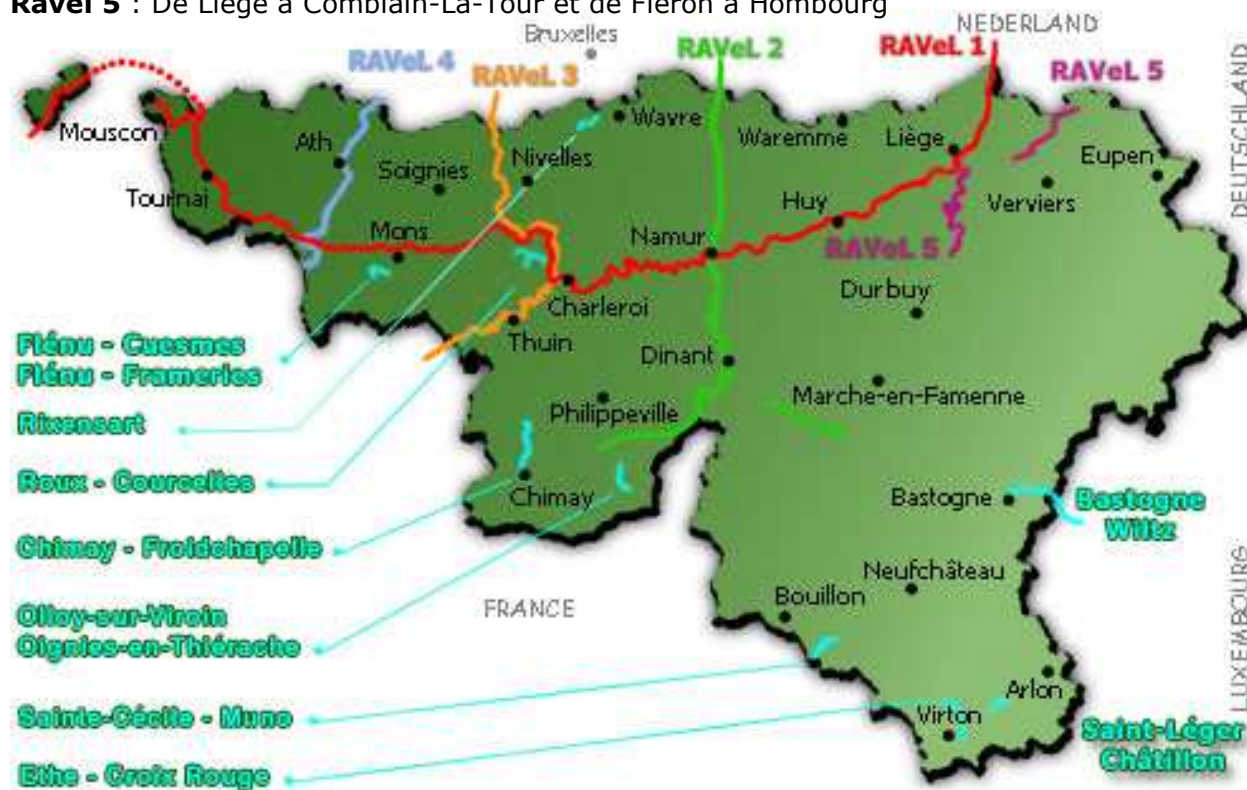 Ravel 5 : De Liège à Comblain-La-Tour et de Fléron à Hombourg
NEDERLAND
Bruxelles
RAVeL 4
RAVeL 3
RAVeL 2
RAVeL 1
RAVeL 5
DEUTSCHLAND
Mouscon
Ath
Soignies
Nivelles
Wavre
Waremme
Liège
Eupen
Tournai
Mons
Namur
Huy
Verviers
RAVeL 5
Charleroi
Durbuy
Thuin
Dinant
Flénu - Cuesmes
Flénu - Frameries
Philippeville
Marche-en-Famenne
Rixensart
Roux - Courcelles
Chimay
Bastogne
Bastogne
Wiltz
Chimay - Froidchapelle
Neufchâteau
Bouillon
FRANCE
LUXEMBOURG
Olloy-sur-Viroin
Oignies-en-Thiérache
Arlon
Sainte-Cécile - Muno
Virton
Saint-Léger
Châtillon
Ethe - Croix Rouge